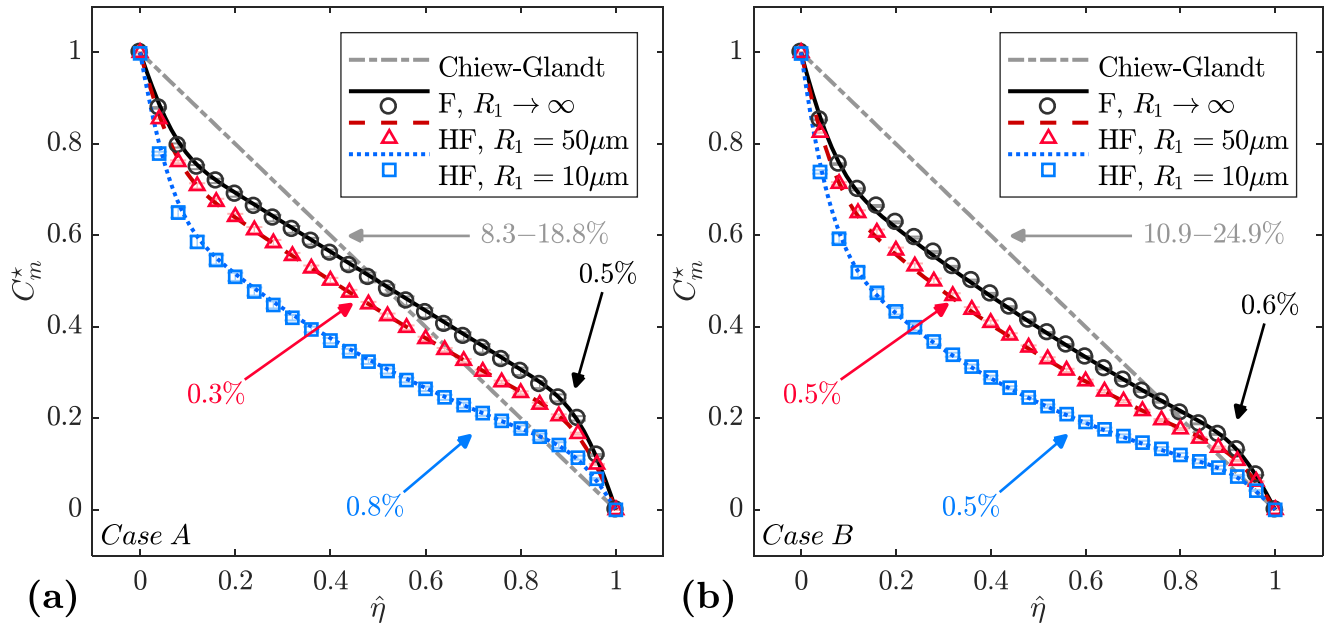 Chiew-Glandt
F, R₁ → ∞
HF, R₁ = 50μm
HF, R₁ = 10μm
8.3−18.8%
0.5%
0.3%
0.8%
Case A
C⋆m
1
0.8
0.6
0.4
0.2
0
0 0.2 0.4 0.6 0.8 1
η̂
(a)
Chiew-Glandt
F, R₁ → ∞
HF, R₁ = 50μm
HF, R₁ = 10μm
10.9−24.9%
0.6%
0.5%
0.5%
Case B
C⋆m
1
0.8
0.6
0.4
0.2
0
0 0.2 0.4 0.6 0.8 1
η̂
(b)